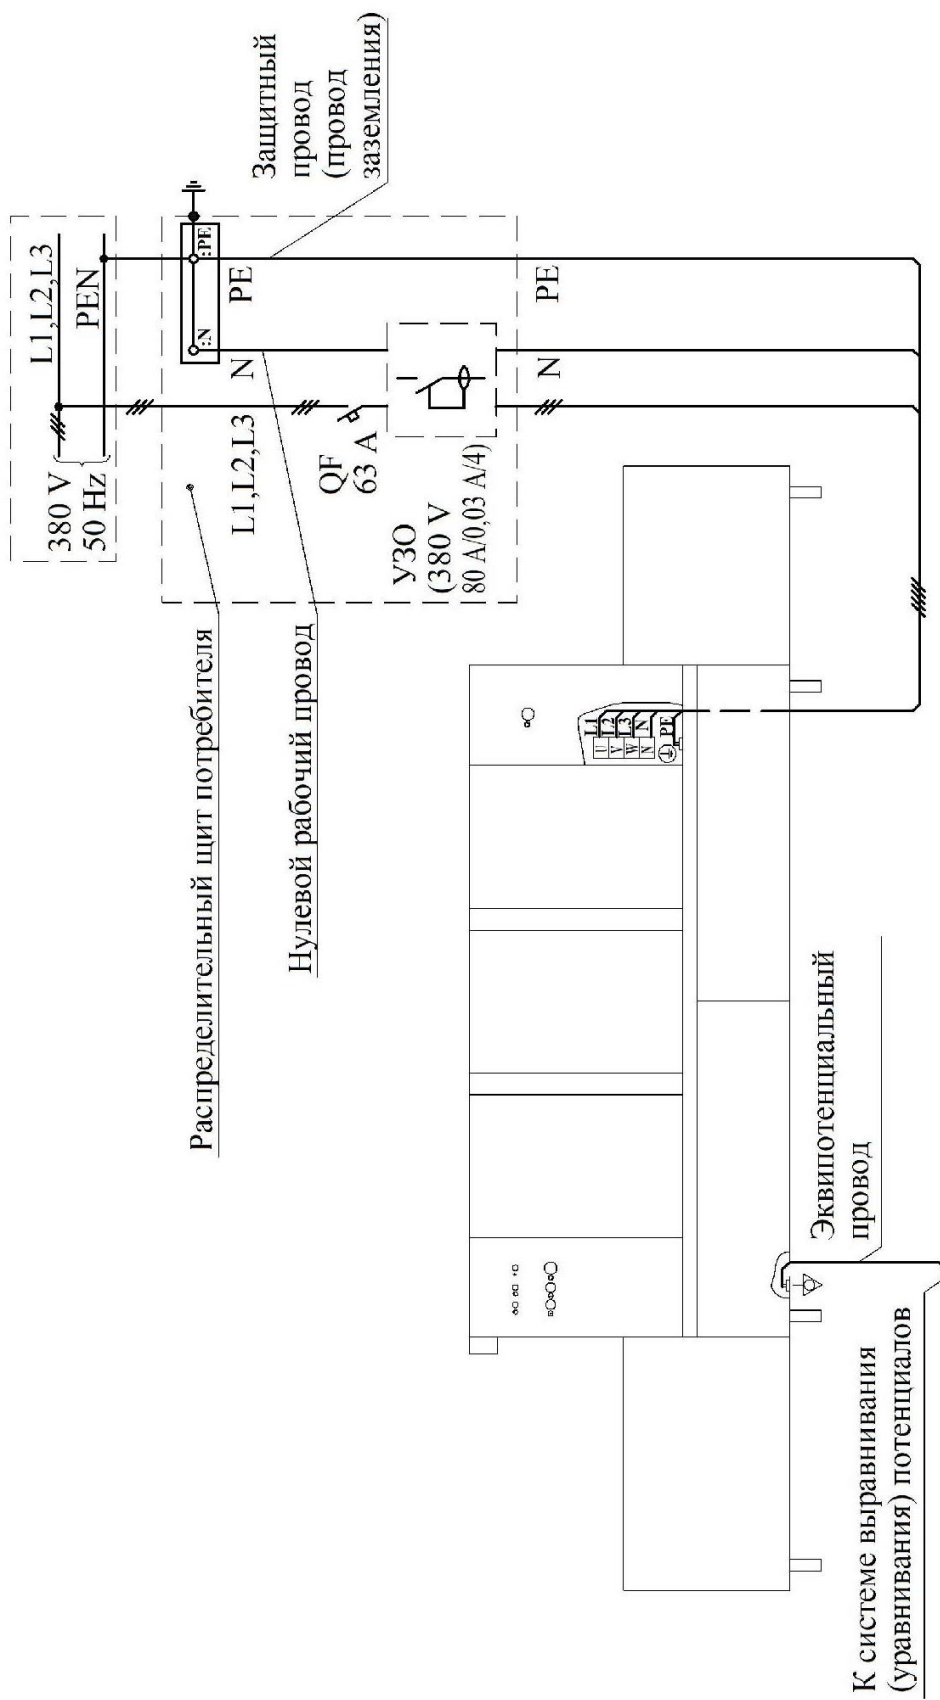 L1,L2,L3
PEN
380 V
50 Hz
Защитный
провод
(провод
заземления)
:N
:PE
N
PE
L1,L2,L3
QF
63 A
УЗО
(380 V
80 A/0,03 A/4)
N
PE
Распределительный щит потребителя
Нулевой рабочий провод
L1
L2
L3
N
PE
U
V
W
N
Эквипотенциальный
провод
К системе выравнивания
(уравнивания) потенциалов